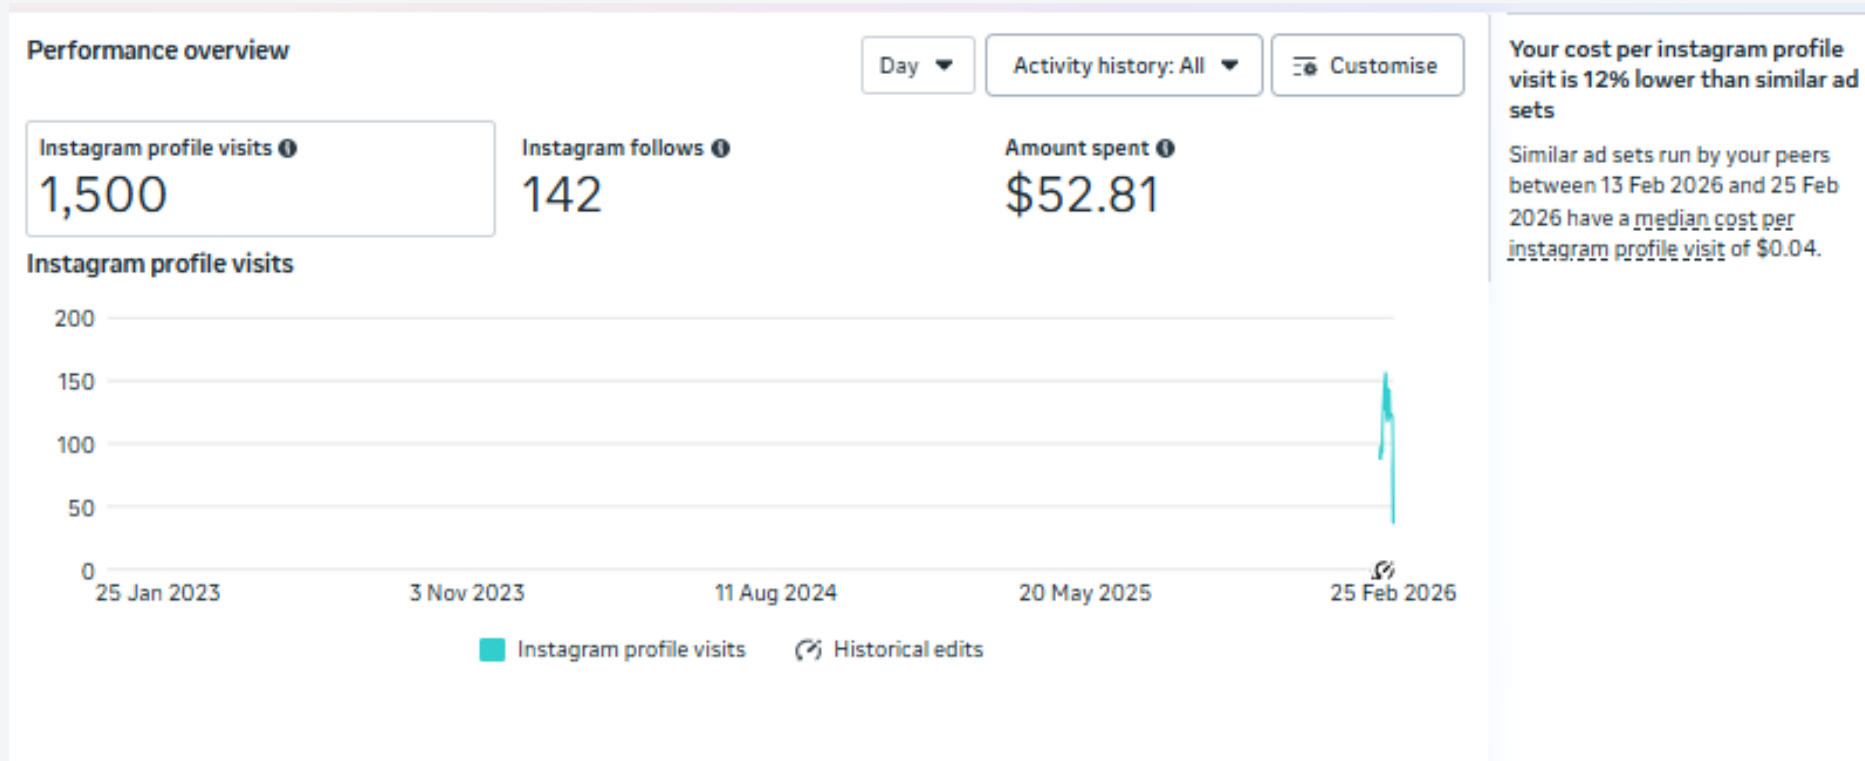 Performance overview
Day
Activity history: All
Customise
Instagram profile visits
1,500
Instagram follows
142
Amount spent
$52.81
Instagram profile visits
200
150
100
50
0
25 Jan 2023
3 Nov 2023
11 Aug 2024
20 May 2025
25 Feb 2026
Instagram profile visits
Historical edits
Your cost per instagram profile
visit is 12% lower than similar ad
sets
Similar ad sets run by your peers
between 13 Feb 2026 and 25 Feb
2026 have a median cost per
instagram profile visit of $0.04.